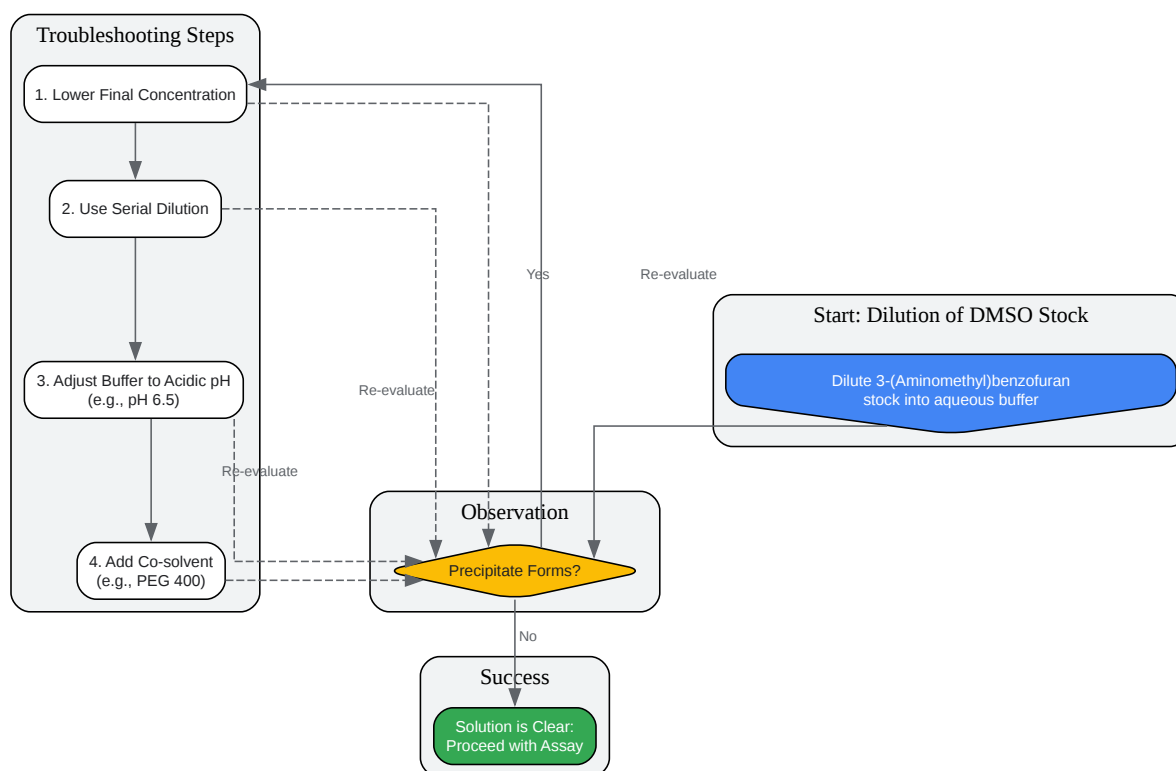 Troubleshooting Steps
1. Lower Final Concentration
2. Use Serial Dilution
Yes
Re-evaluate
Start: Dilution of DMSO Stock
Dilute 3-(Aminomethyl)benzofuran
stock into aqueous buffer
3. Adjust Buffer to Acidic pH
(e.g., pH 6.5)
Re-evaluate
Re-evaluate
Observation
4. Add Co-solvent
(e.g., PEG 400)
Precipitate Forms?
No
Success
Solution is Clear:
Proceed with Assay